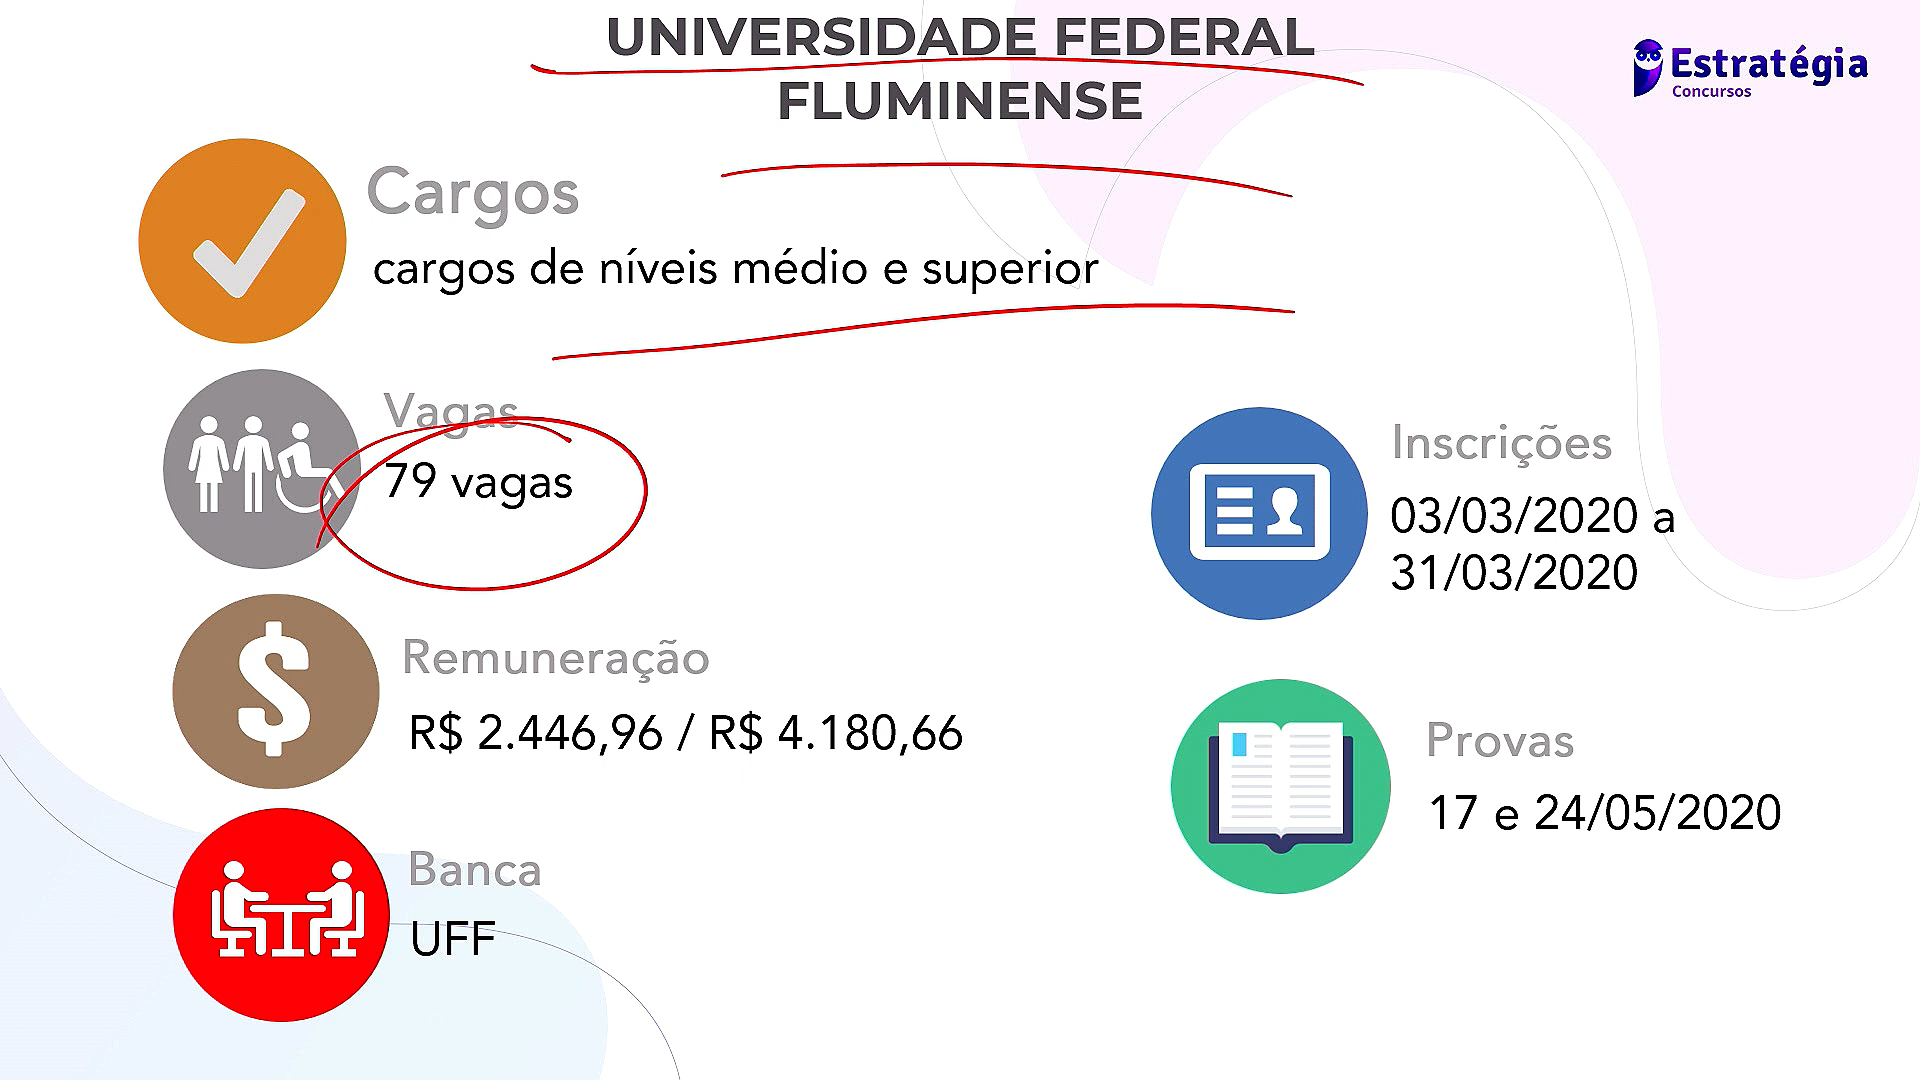 UNIVERSIDADE FEDERAL
FLUMINENSE
Estratégia
Concursos
Cargos
cargos de níveis médio e superior
Vagas
79 vagas
Remuneração
R$ 2.446,96 / R$ 4.180,66
Banca
UFF
Inscrições
03/03/2020 a
31/03/2020
Provas
17 e 24/05/2020